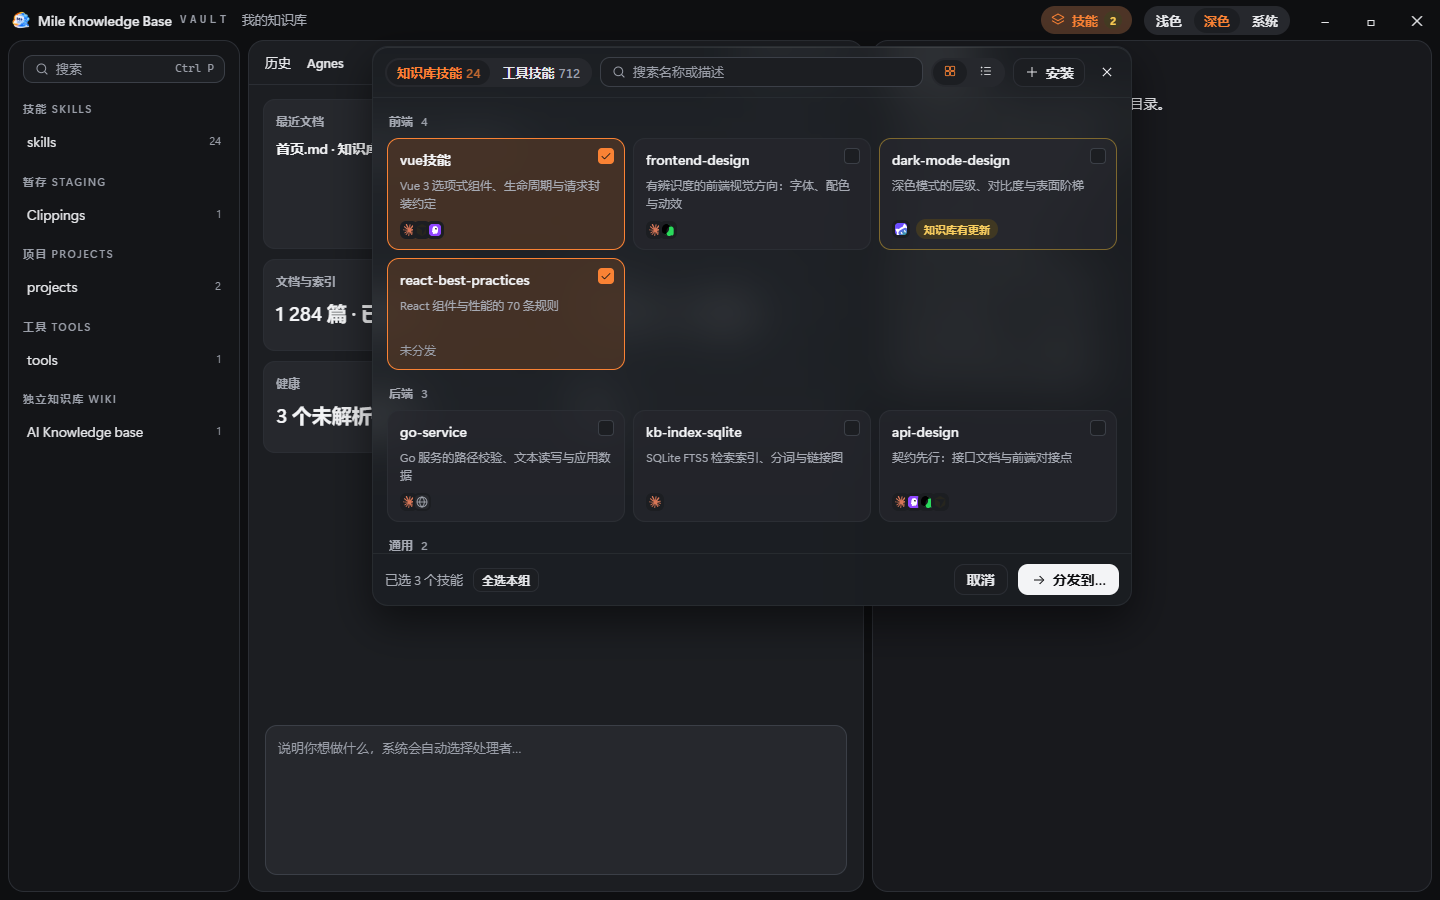 Mile Knowledge Base VAULT 我的知识库
技能 2
浅色 深色 系统
搜索 Ctrl P
技能 SKILLS
skills 24
暂存 STAGING
Clippings 1
项目 PROJECTS
projects 2
工具 TOOLS
tools 1
独立知识库 WIKI
AI Knowledge base 1
历史 Agnes
最近文档
首页.md · 知识库
文档与索引
1 284 篇 · 已
健康
3 个未解析
说明你想做什么，系统会自动选择处理者...
目录。
知识库技能 24 工具技能 712
搜索名称或描述
安装
前端 4
vue技能
Vue 3 选项式组件、生命周期与请求封
装约定
frontend-design
有辨识度的前端视觉方向：字体、配色
与动效
dark-mode-design
深色模式的层级、对比度与表面阶梯
知识库有更新
react-best-practices
React 组件与性能的 70 条规则
未分发
后端 3
go-service
Go 服务的路径校验、文本读写与应用数
据
kb-index-sqlite
SQLite FTS5 检索索引、分词与链接图
api-design
契约先行：接口文档与前端对接点
通用 2
已选 3 个技能 全选本组
取消
分发到...